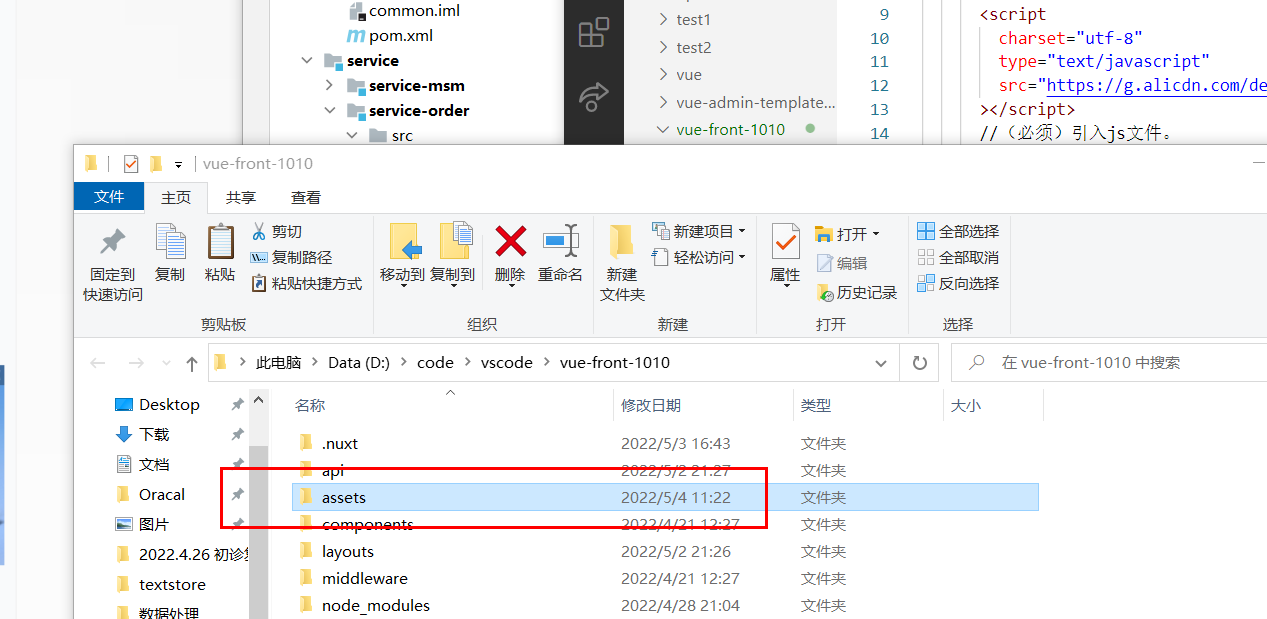 common.iml
pom.xml
service
service-msm
service-order
src
test1
test2
vue
vue-admin-template...
vue-front-1010
9
10
11
12
13
14
<script
charset="utf-8"
type="text/javascript"
src="https://g.alicdn.com/de
></script>
//（必须）引入js文件。
vue-front-1010
文件 主页 共享 查看
固定到
快速访问
复制
粘贴
剪切
复制路径
粘贴快捷方式
剪贴板
移动到 复制到 删除 重命名
组织
新建
文件夹
新建项目
轻松访问
新建
属性
打开
编辑
历史记录
打开
全部选择
全部取消
反向选择
选择
此电脑 > Data (D:) > code > vscode > vue-front-1010
在 vue-front-1010 中搜索
Desktop
下载
文档
Oracal
图片
2022.4.26 初诊
textstore
数据处理
名称 修改日期 类型 大小
.nuxt 2022/5/3 16:43 文件夹
api 2022/5/2 21:27 文件夹
assets 2022/5/4 11:22 文件夹
components 2022/4/21 12:27 文件夹
layouts 2022/5/2 21:26 文件夹
middleware 2022/4/21 12:27 文件夹
node_modules 2022/4/28 21:04 文件夹